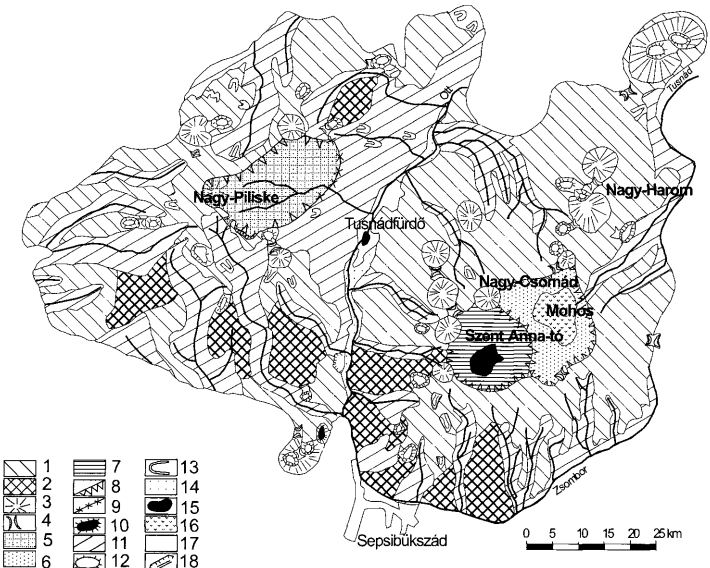 Olt
Tusnád
Nagy-Harom
Nagy-Piliske
Tusnádfürdő
Nagy-Csomád
Mohos
Szent Anna-tó
1 7 13
2 8 14
3 9 15
4 10 16
5 11 17
6 12 18
Zsombor
Sepsibükszád
0 5 10 15 20 25 km